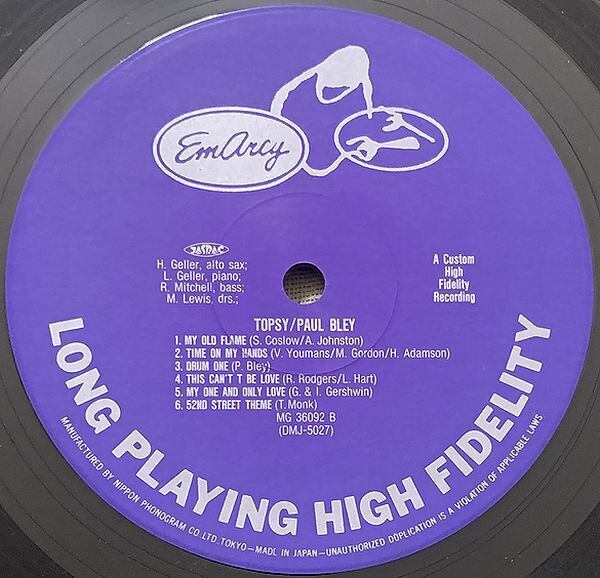 EmArcy
JASRAC
H. Geller, alto sax;
L. Geller, piano;
R. Mitchell, bass;
M. Lewis, drs.;
A Custom
High
Fidelity
Recording
TOPSY/PAUL BLEY
1. MY OLD FLAME (S. Coslow/A. Johnston)
2. TIME ON MY HANDS (V. Youmans/M. Gordon/H. Adamson)
3. DRUM ONE (P. Bley)
4. THIS CAN'T T BE LOVE (R. Rodgers/L. Hart)
5. MY ONE AND ONLY LOVE (G. & I. Gershwin)
6. 52ND STREET THEME (T. Monk)
MG 36092 B
(DMJ-5027)
LONG PLAYING HIGH FIDELITY
MANUFACTURED BY NIPPON PHONOGRAM CO LTD. TOKYO—MADL IN JAPAN—UNAUTHORIZED DOPLICATION IS A VIOLATION OF APPLICABLE LAWS